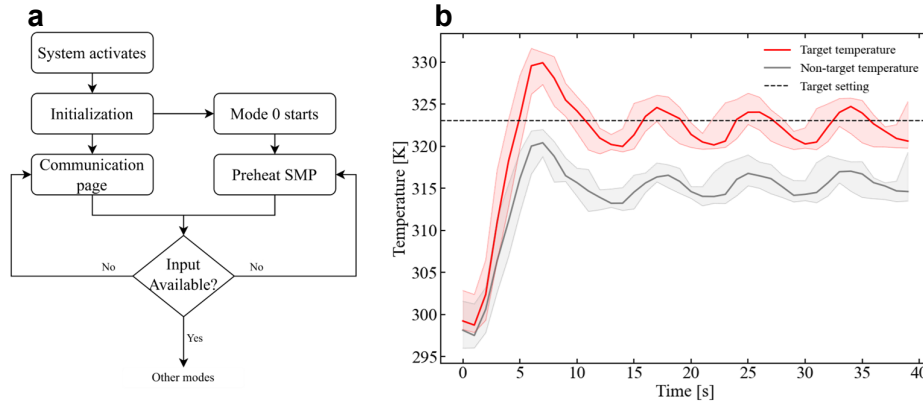 a
System activates
Initialization
Mode 0 starts
Communication
page
Preheat SMP
No
Input
Available?
No
Yes
Other modes
b
Target temperature
Non-target temperature
Target setting
Temperature [K]
330
325
320
315
310
305
300
295
0
5
10
15
20
25
30
35
40
Time [s]